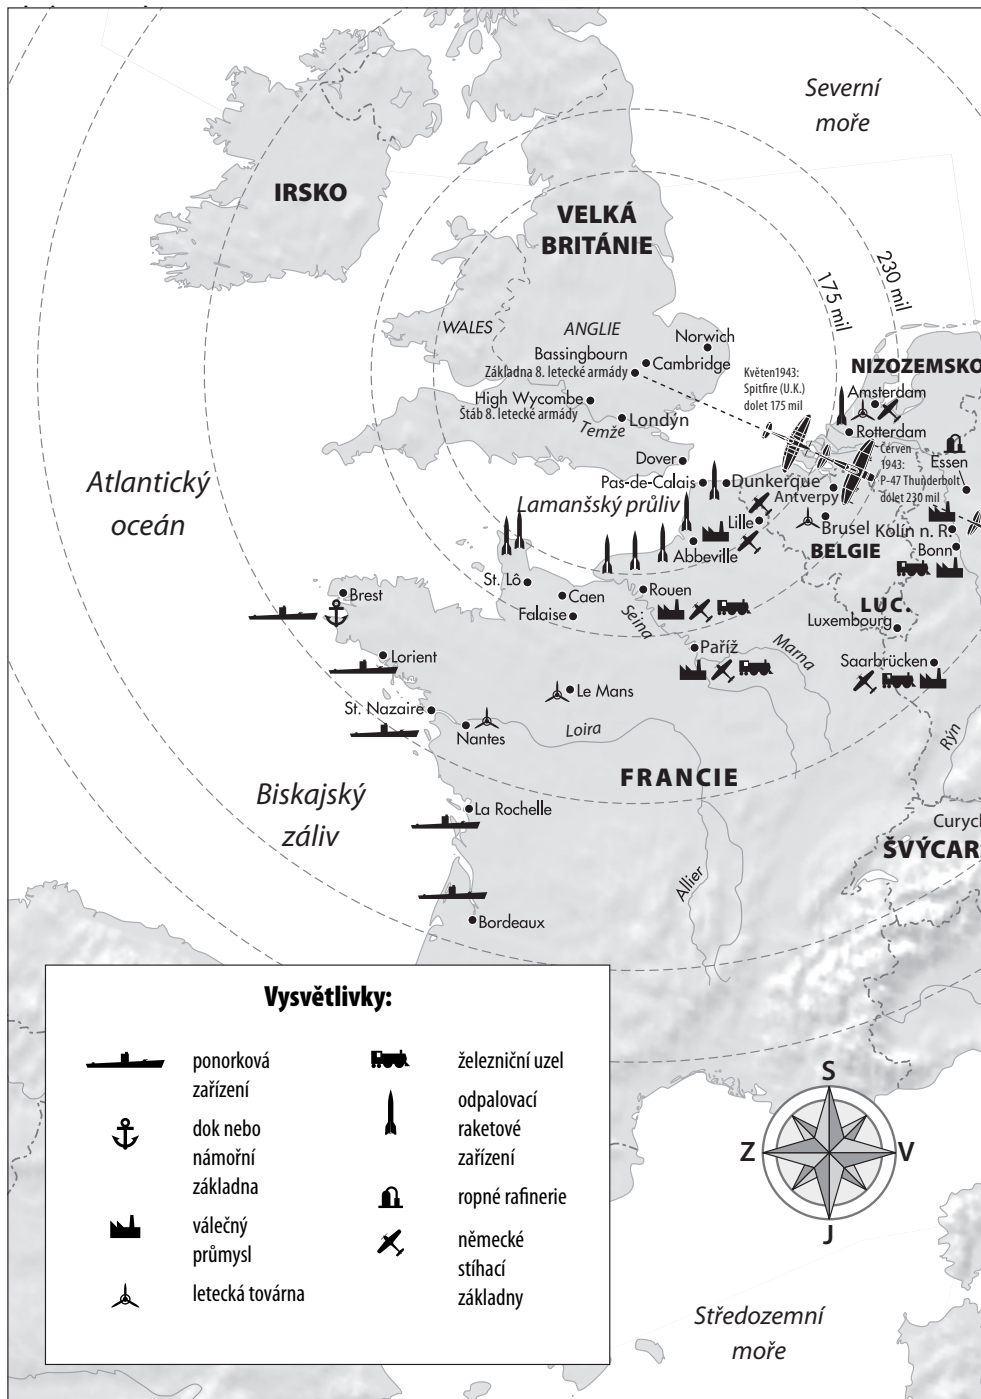 Severní
moře
IRSKO
VELKÁ
BRITÁNIE
230 mil
175 mil
WALES
ANGLIE
Norwich
Bassingbourn
Základna 8. letecké armády
Cambridge
NIZOZEMSKO
Květen1943:
Spitfire (U.K.)
dolet 175 mil
Amsterdam
High Wycombe
Štáb 8. letecké armády
Temže
Londýn
Rotterdam
Červen
1943:
P-47 Thunderbolt
dolet 230 mil
Essen
Dover
Pas-de-Calais
Dunkerque
Antverpy
Atlantický
oceán
Lamanšský průliv
Lille
Brusel
Kolín n. R.
Abbeville
BELGIE
Bonn
St. Lô
Caen
Rouen
Brest
Falaise
Seina
LUC.
Luxembourg
Paříž
Marna
Lorient
Saarbrücken
Le Mans
St. Nazaire
Nantes
Loira
Rýn
FRANCIE
Biskajský
záliv
La Rochelle
Curych
ŠVÝCAR
Allier
Bordeaux
Vysvětlivky:
ponorková
zařízení
dok nebo
námořní
základna
válečný
průmysl
letecká továrna
železniční uzel
odpalovací
raketové
zařízení
ropné rafinerie
německé
stíhací
základny
S
Z
V
J
Středozemní
moře